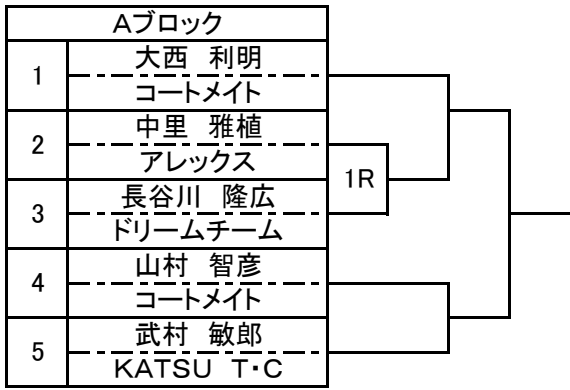 Aブロック
1
大西　利明
コートメイト
2
中里　雅植
アレックス
1R
3
長谷川　隆広
ドリームチーム
4
山村　智彦
コートメイト
5
武村　敏郎
KATSU　T・C